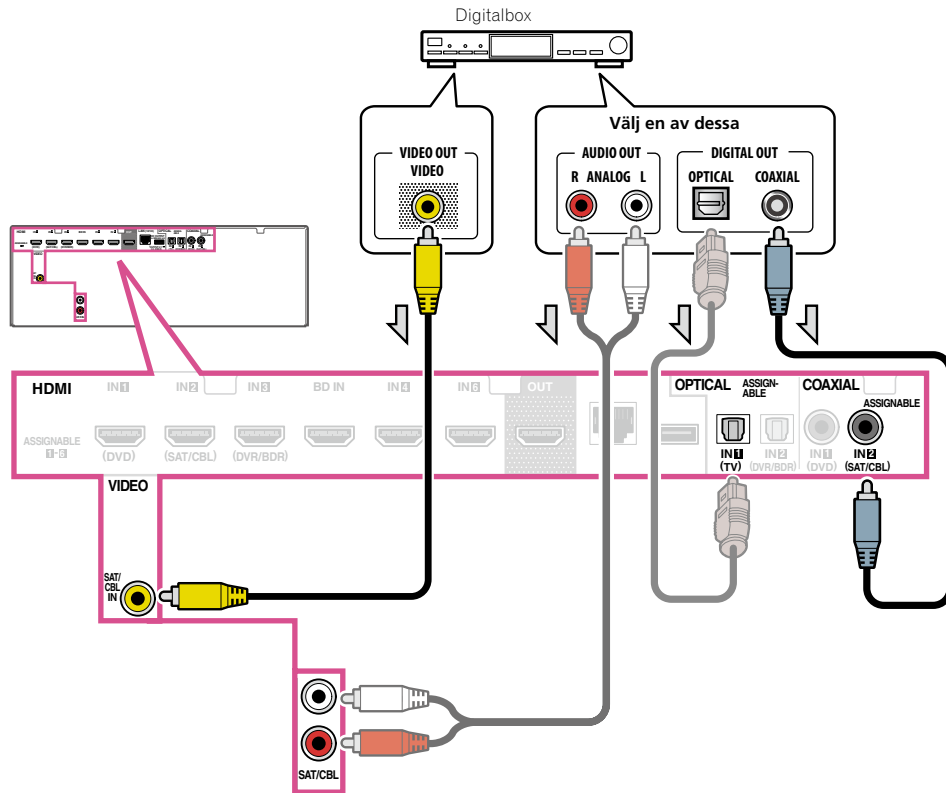 Digitalbox
Välj en av dessa
VIDEO OUT
VIDEO
AUDIO OUT
R ANALOG L
DIGITAL OUT
OPTICAL COAXIAL
HDMI
IN 1
IN 2
IN 3
BD IN
IN 4
IN 6
OUT
ASSIGNABLE
1-6
(DVD)
(SAT/CBL)
(DVR/BDR)
OPTICAL
ASSIGN-
ABLE
IN 1
(TV)
IN 2
(DVR/BDR)
COAXIAL
ASSIGNABLE
IN 1
(DVD)
IN 2
(SAT/CBL)
VIDEO
SAT/
CBL
IN
SAT/CBL